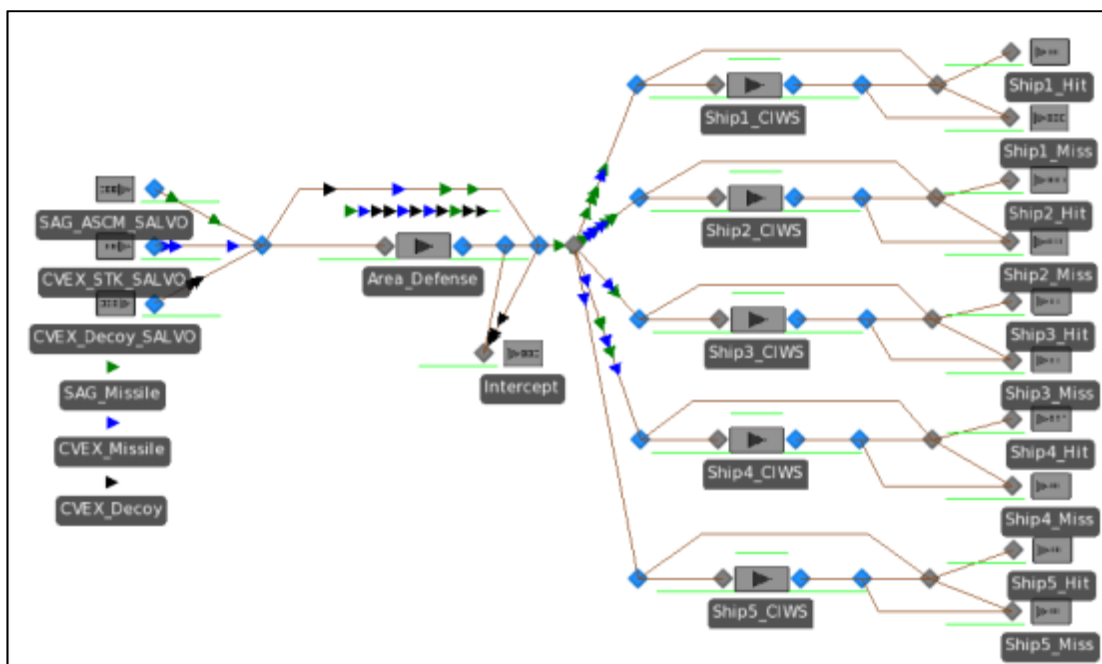 SAG_ASCM_SALVO
CVEX_STK_SALVO
CVEX_Decoy_SALVO
SAG_Missile
CVEX_Missile
CVEX_Decoy
Area_Defense
Intercept
Ship1_CIWS
Ship1_Hit
Ship1_Miss
Ship2_CIWS
Ship2_Hit
Ship2_Miss
Ship3_CIWS
Ship3_Hit
Ship3_Miss
Ship4_CIWS
Ship4_Hit
Ship4_Miss
Ship5_CIWS
Ship5_Hit
Ship5_Miss